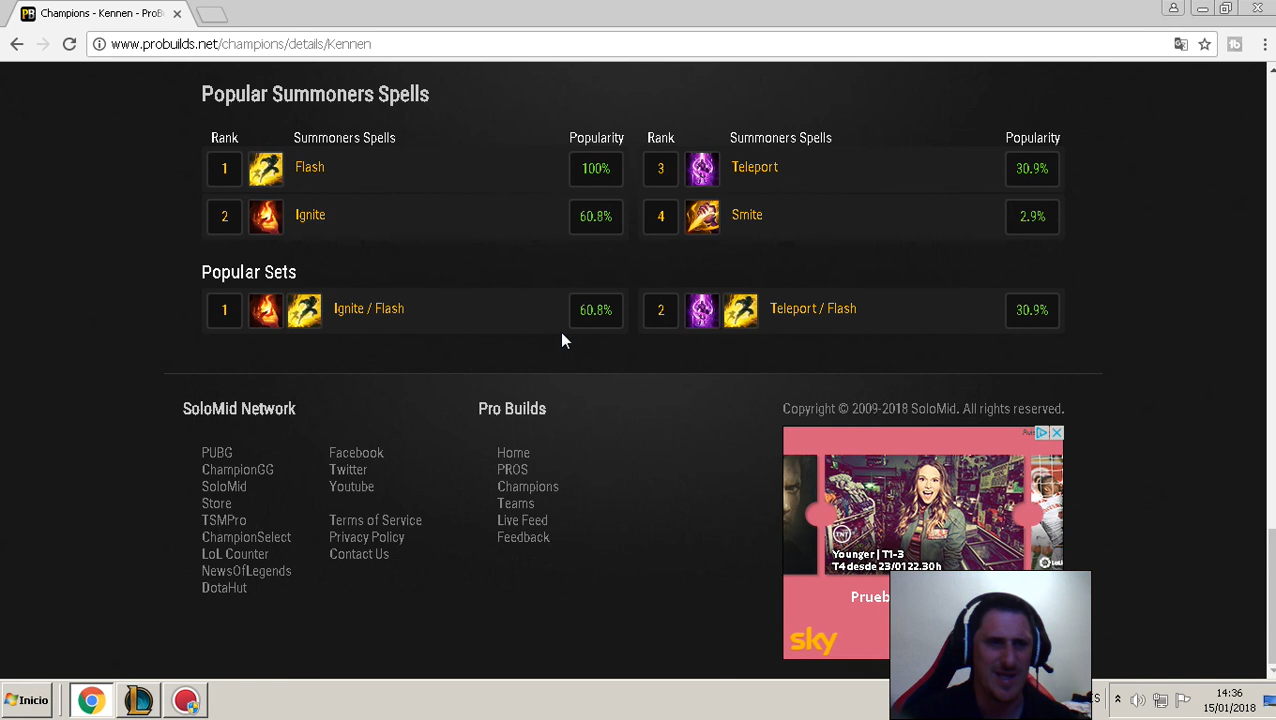 Champions - Kennen - ProB
www.probuilds.net/champions/details/Kennen
Popular Summoners Spells
Rank Summoners Spells Popularity Rank Summoners Spells Popularity
1 Flash 100% 3 Teleport 30.9%
2 Ignite 60.8% 4 Smite 2.9%
Popular Sets
1 Ignite / Flash 60.8% 2 Teleport / Flash 30.9%
SoloMid Network Pro Builds Copyright © 2009-2018 SoloMid. All rights reserved.
PUBG Facebook Home
ChampionGG Twitter PROS
SoloMid Youtube Champions
Store Teams
TSMPro Terms of Service Live Feed
ChampionSelect Privacy Policy Feedback
LoL Counter Contact Us
NewsOfLegends
DotaHut
TNT
Younger | T1-3
T4 desde 23/01 22.30h
Prueb
sky
Inicio
14:36
15/01/2018